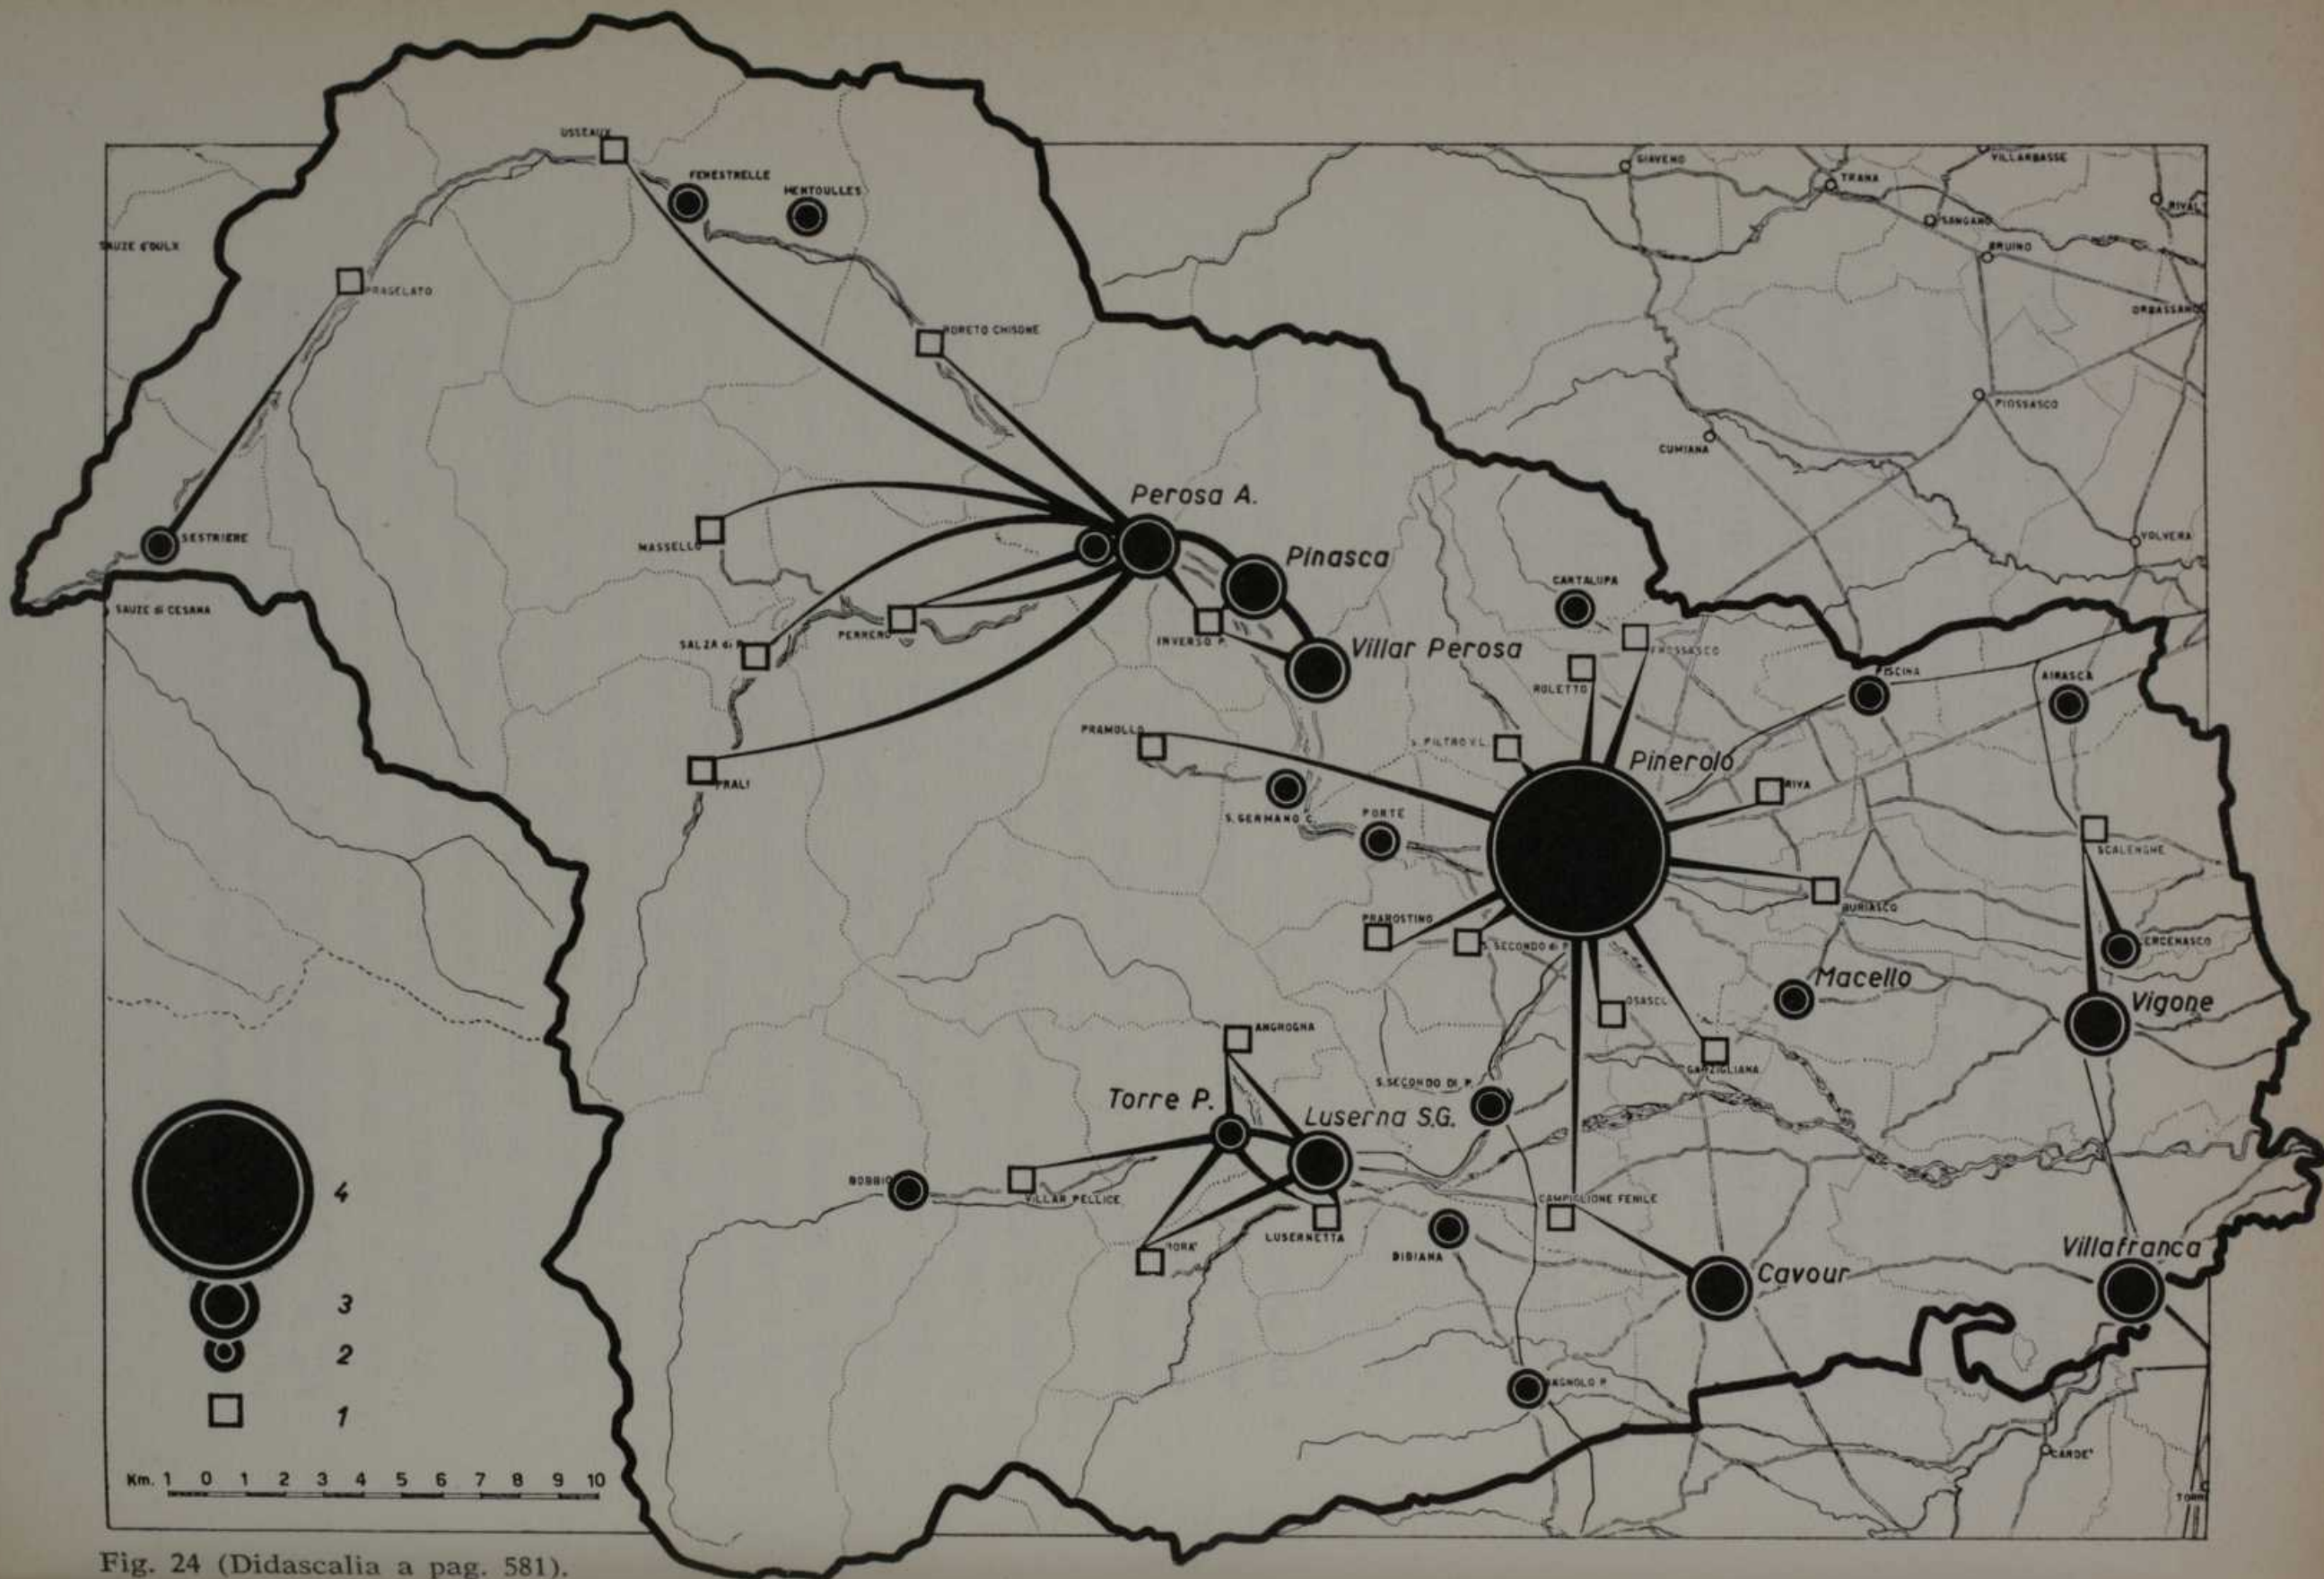 USSEAUX
FENESTRELLE
MENTOULLES
GIAVENO
TRANA
VILLARBASSE
SANGANO
BRUINO
SAUZE d'OULX
PRAGELATO
RORETO CHISONE
ORBASSANO
PIOSSASCO
CUMIANA
VOLVERA
SESTRIERE
SAUZE di CESANA
MASSELLO
Perosa A.
Pinasca
CANTALUPA
PERRERO
INVERSO P.
SALZA di P.
Villar Perosa
FROSSASCO
ROLETTO
PISCINA
AIRASCA
PRAMOLLO
S. PIETRO V.L.
Pinerolo
PRALI
RIVA
S. GERMANO C.
PORTE
SCALENGHE
BURIASCO
PRAROSTINO
S. SECONDO di P.
CERCENASCO
Macello
Vigone
OSASCO
ANGROGNA
GARZIGLIANA
S. SECONDO DI P.
Torre P.
Luserna S.G.
BOBBIO
VILLAR PELLICE
CAMPIGLIONE FENILE
LUSERNETTA
RORA'
BIBIANA
Cavour
Villafranca
BAGNOLO P.
CARDE'
4
3
2
1
Km. 1 0 1 2 3 4 5 6 7 8 9 10
Fig. 24 (Didascalia a pag. 581).